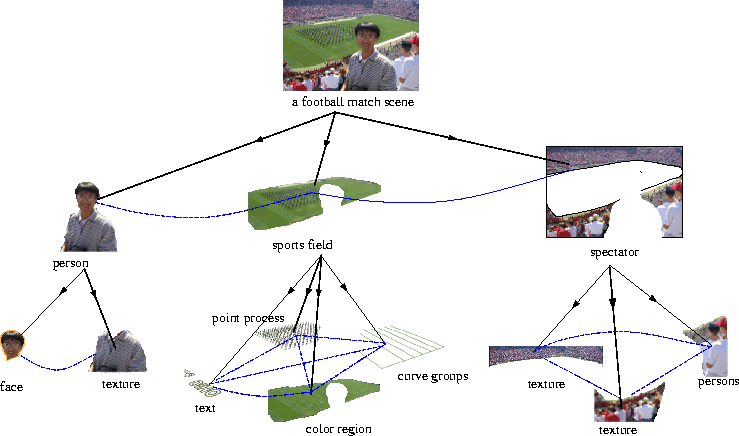 a football match scene
person
sports field
spectator
point process
face
texture
text
color region
curve groups
texture
texture
persons